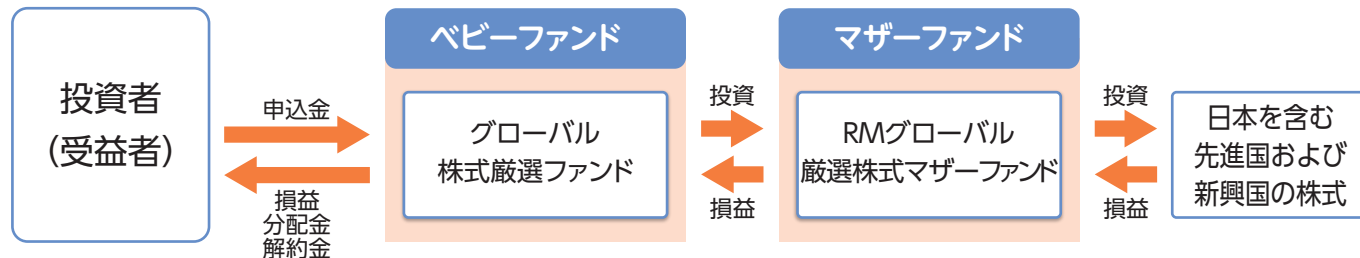 投資者
(受益者)
申込金
損益
分配金
解約金
ベビーファンド
グローバル
株式厳選ファンド
投資
損益
マザーファンド
RMグローバル
厳選株式マザーファンド
投資
損益
日本を含む
先進国および
新興国の株式